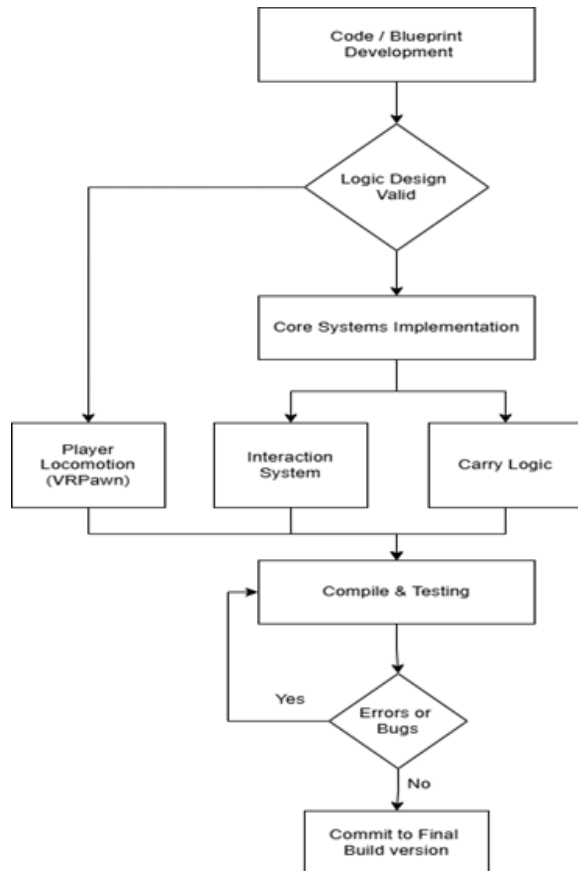 Code / Blueprint
Development
Logic Design
Valid
Core Systems Implementation
Player
Locomotion
(VRPawn)
Interaction
System
Carry Logic
Compile & Testing
Yes
Errors or
Bugs
No
Commit to Final
Build version